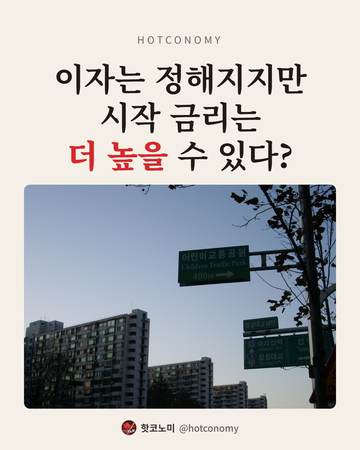 HOTCONOMY
이자는 정해지지만
시작 금리는
더 높을 수 있다?
어린이교통공원
Children Traffic Park
핫코노미 @hotconomy